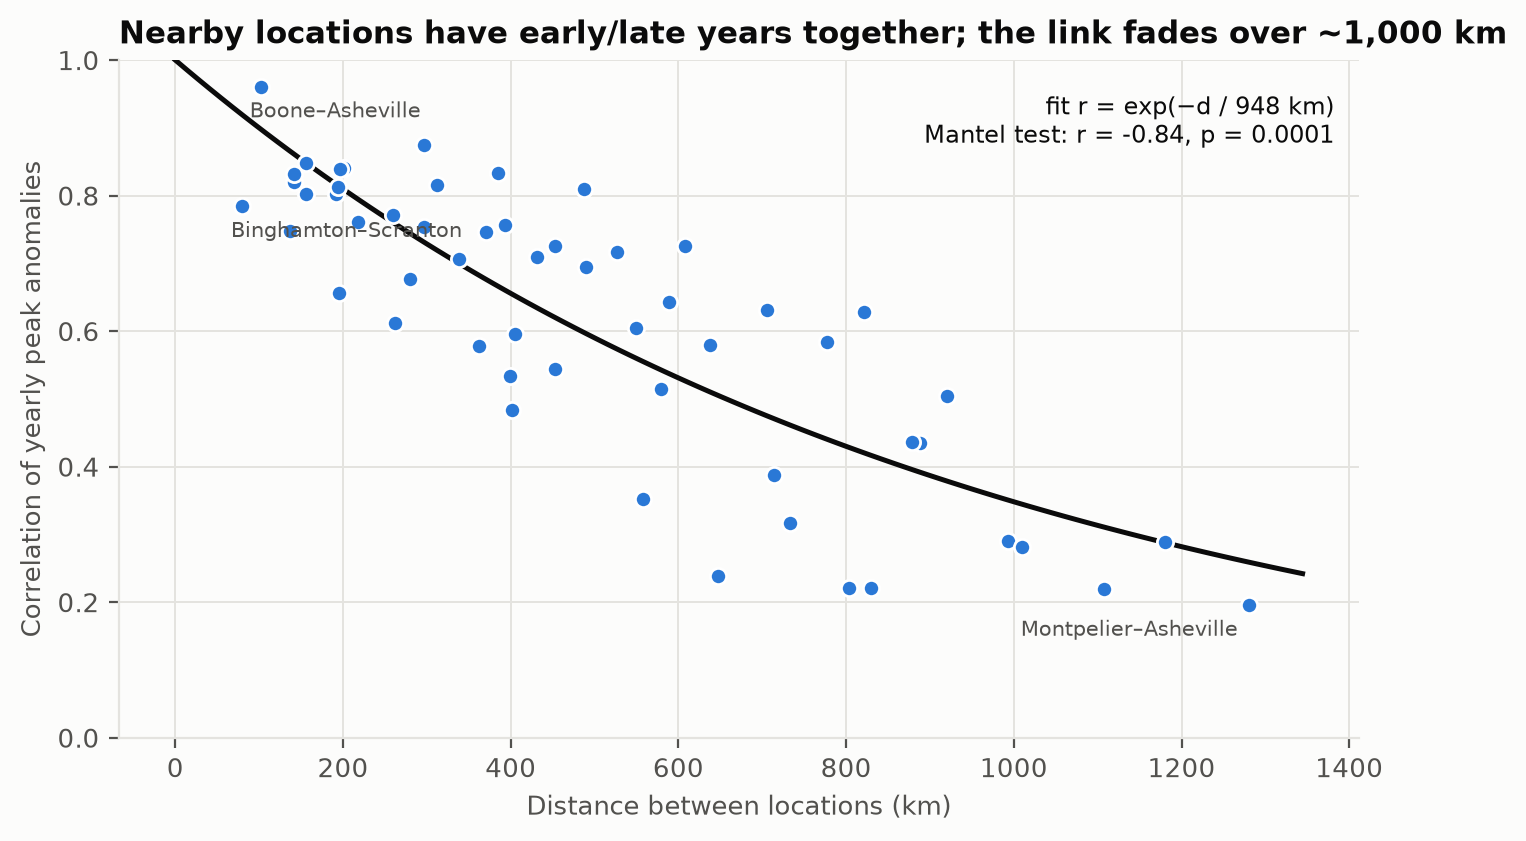 Nearby locations have early/late years together; the link fades over ~1,000 km
fit r = exp(−d / 948 km)
Mantel test: r = -0.84, p = 0.0001
Correlation of yearly peak anomalies
1.0
0.8
0.6
0.4
0.2
0.0
Boone–Asheville
Binghamton–Scranton
Montpelier–Asheville
0 200 400 600 800 1000 1200 1400
Distance between locations (km)